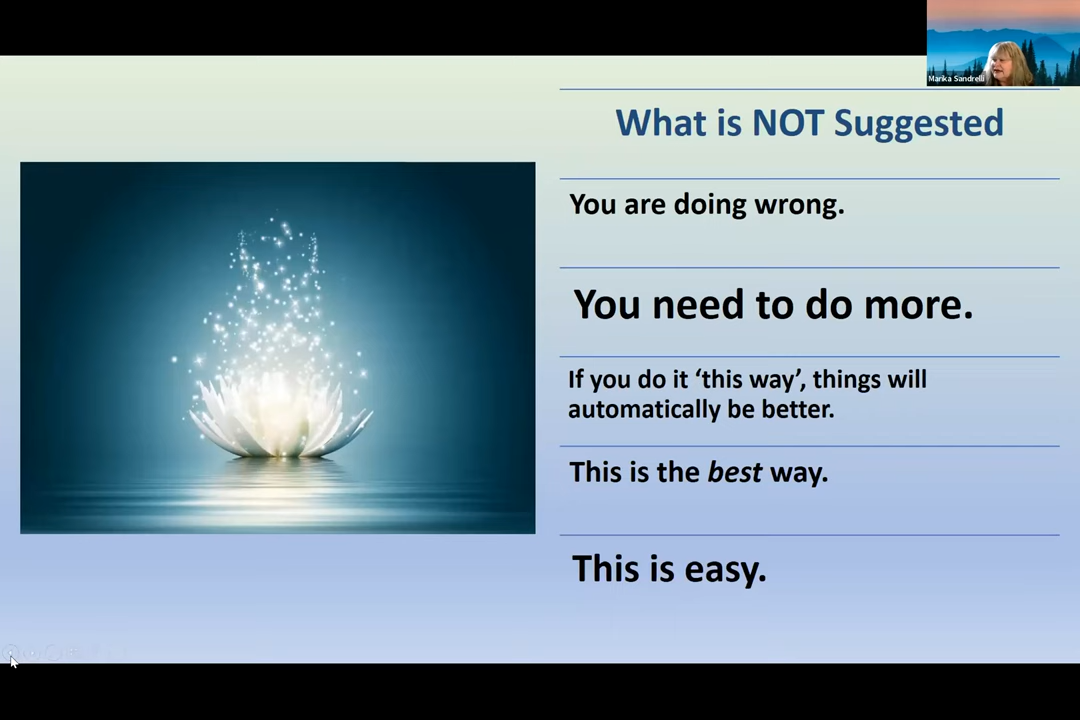 Marika Sandrelli
What is NOT Suggested
You are doing wrong.
You need to do more.
If you do it ‘this way’, things will
automatically be better.
This is the best way.
This is easy.